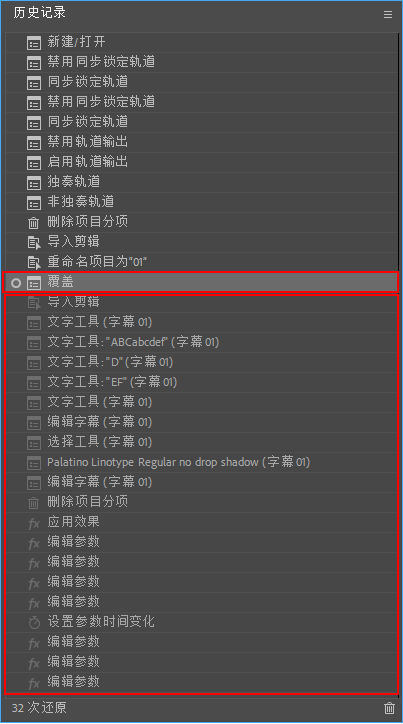 历史记录
新建/打开
禁用同步锁定轨道
同步锁定轨道
禁用同步锁定轨道
同步锁定轨道
禁用轨道输出
启用轨道输出
独奏轨道
非独奏轨道
删除项目分项
导入剪辑
重命名项目为"01"
覆盖
导入剪辑
文字工具 (字幕 01)
文字工具: "ABCabcdef" (字幕 01)
文字工具: "D" (字幕 01)
文字工具: "EF" (字幕 01)
文字工具 (字幕 01)
编辑字幕 (字幕 01)
选择工具 (字幕 01)
Palatino Linotype Regular no drop shadow (字幕 01)
编辑字幕 (字幕 01)
删除项目分项
fx 应用效果
fx 编辑参数
fx 编辑参数
fx 编辑参数
fx 编辑参数
设置参数时间变化
fx 编辑参数
fx 编辑参数
fx 编辑参数
32 次还原